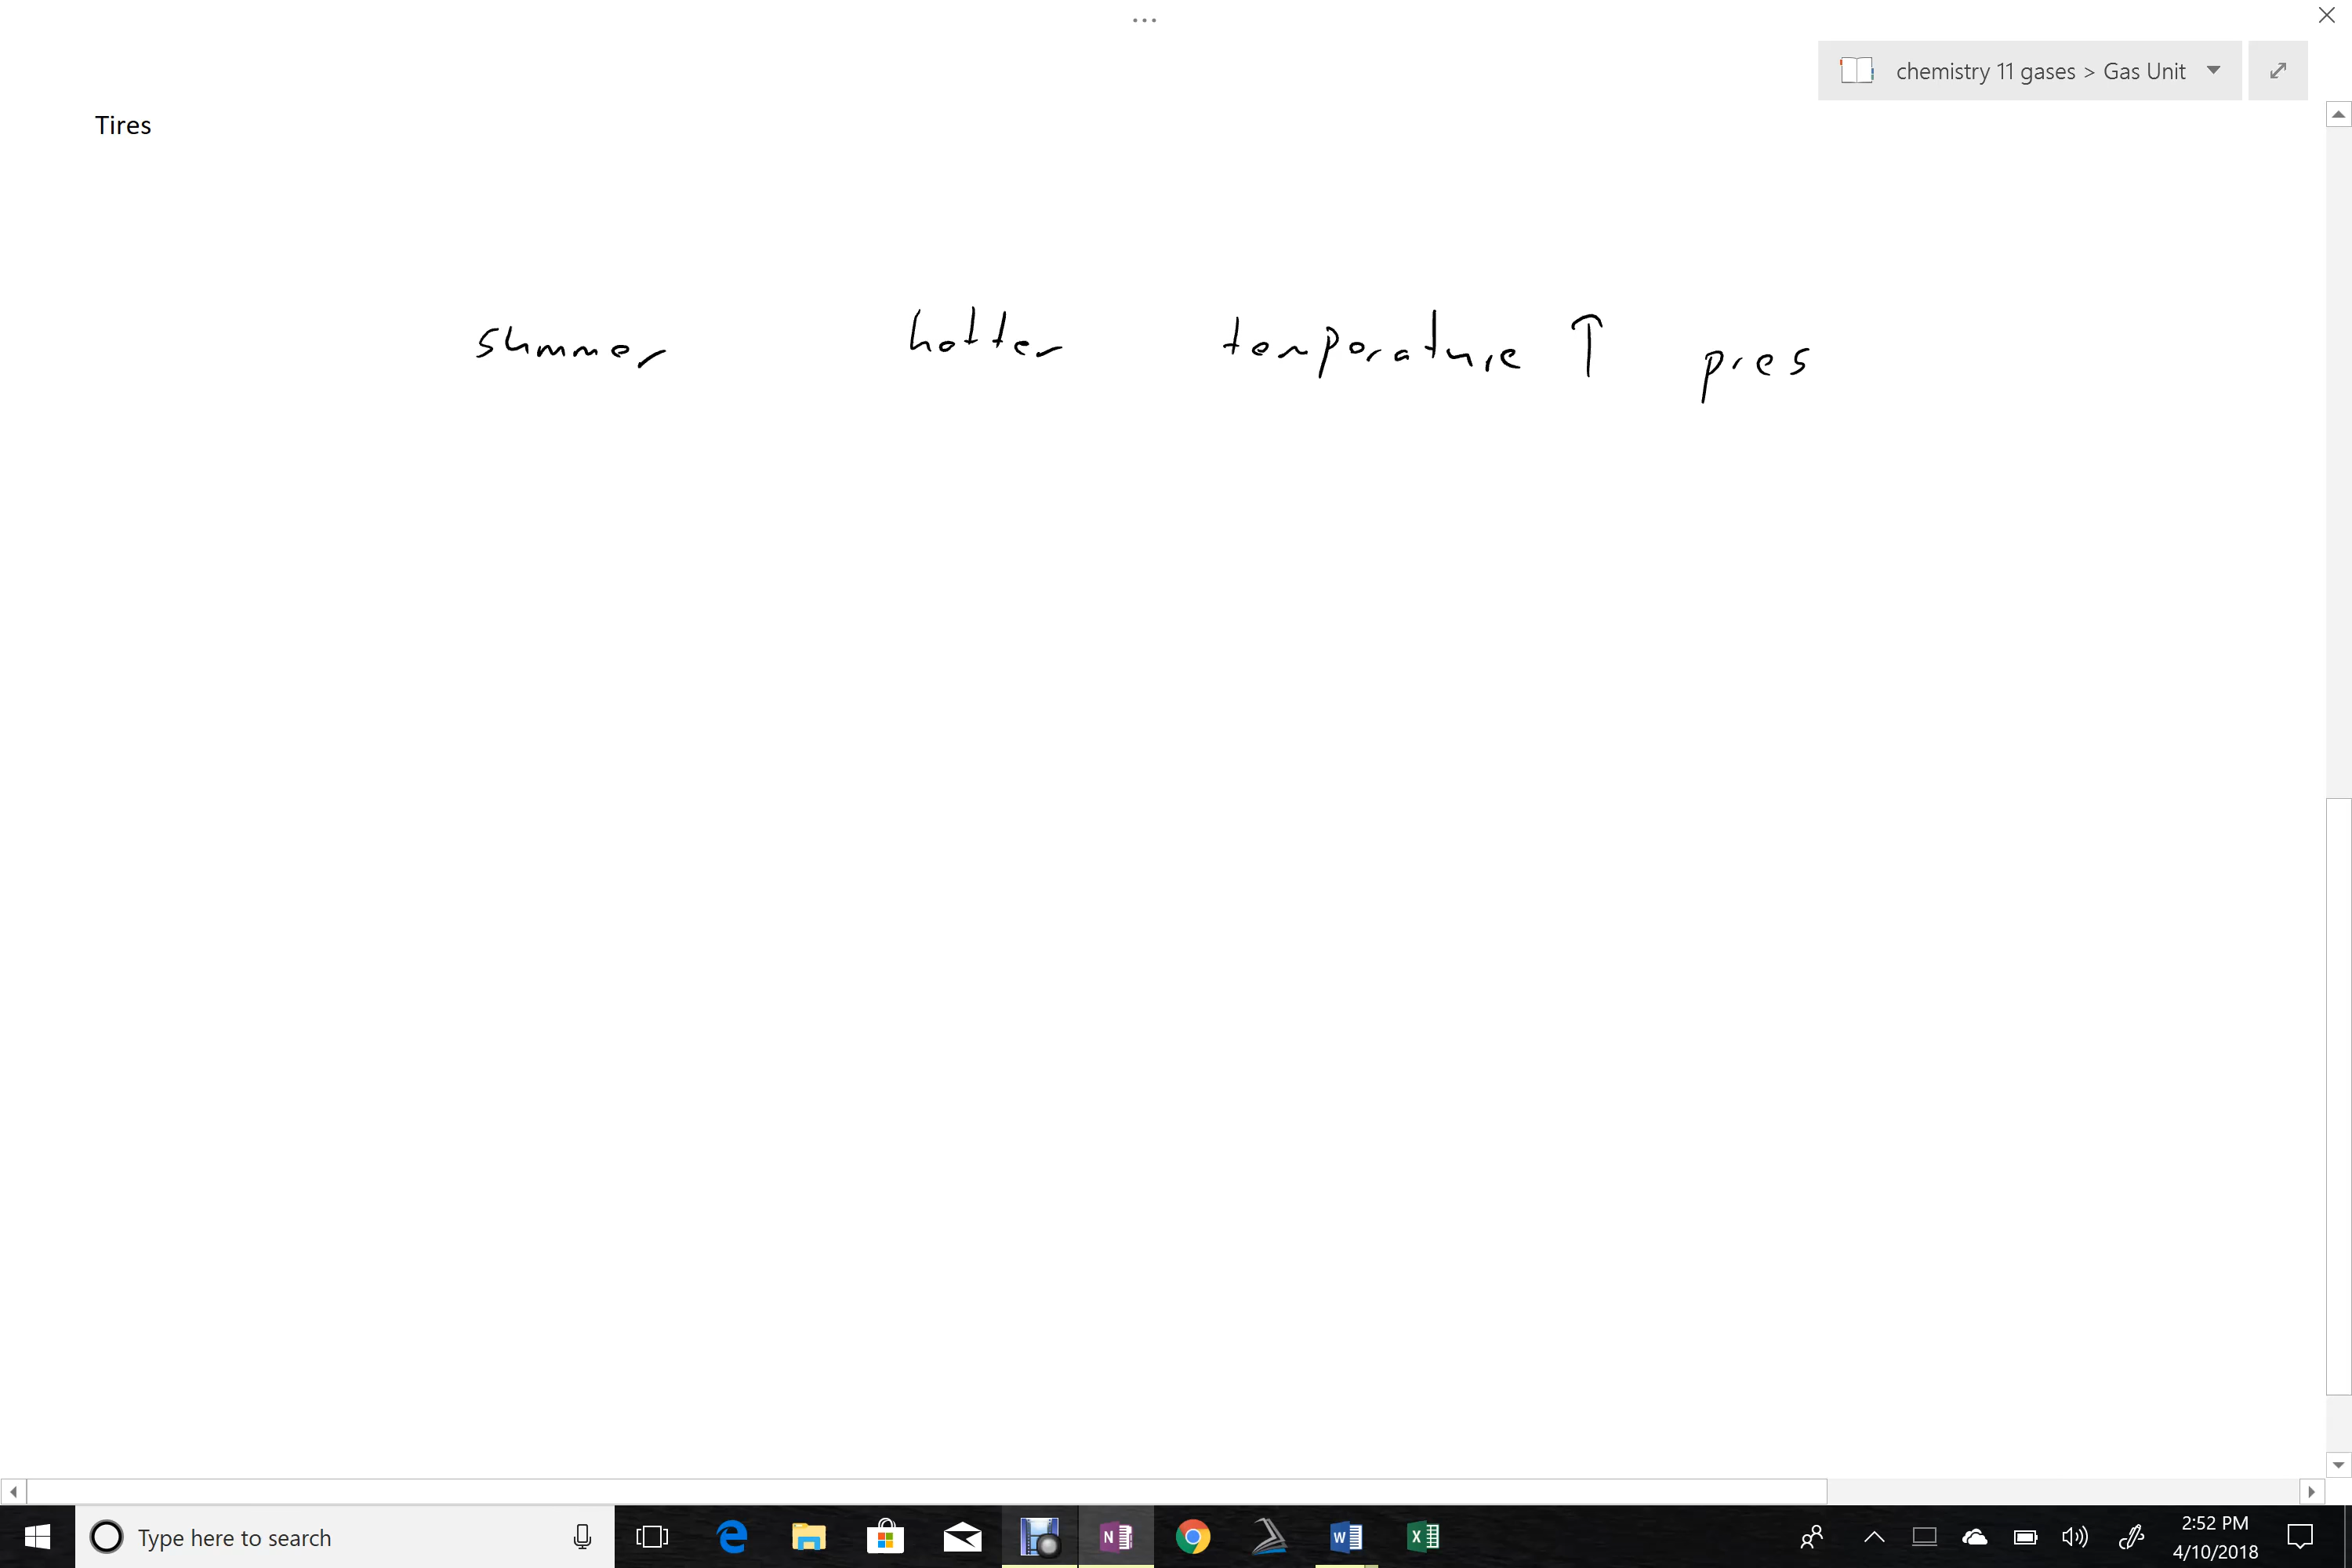 chemistry 11 gases > Gas Unit
Tires
summer hotter temperature ↑ pres
Type here to search
2:52 PM
4/10/2018